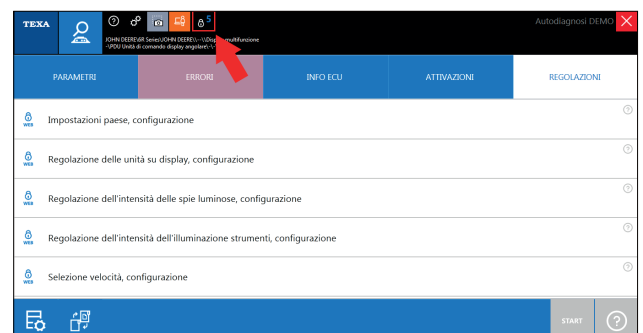 TEXA
5
Autodiagnosi DEMO
JOHN DEERE\6R Series\JOHN DEERE\\--\\Display multifunzione
-\PDU Unità di comando display angolare\-\-
PARAMETRI
ERRORI
INFO ECU
ATTIVAZIONI
REGOLAZIONI
WEB
Impostazioni paese, configurazione
WEB
Regolazione delle unità su display, configurazione
WEB
Regolazione dell'intensità delle spie luminose, configurazione
WEB
Regolazione dell'intensità dell'illuminazione strumenti, configurazione
WEB
Selezione velocità, configurazione
START